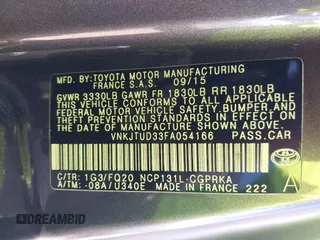 MFD BY: TOYOTA MOTOR MANUFACTURING
FRANCE S.A.S. 09/15
GVWR 3330LB GAWR FR 1830LB RR 1830LB
THIS VEHICLE CONFORMS TO ALL APPLICABLE
FEDERAL MOTOR VEHICLE SAFETY,
BUMPER, AND THEFT PREVENTION STANDARDS
IN EFFECT ON THE DATE OF
MANUFACTURE SHOWN ABOVE.
VNKJTUD33FA054166 PASS.CAR
C/TR: 1G3/FQ20 NCP131L-CGPRKA
A/TM: -08A/U340E MADE IN FRANCE 222
A
TOYOTA
DREAMBID